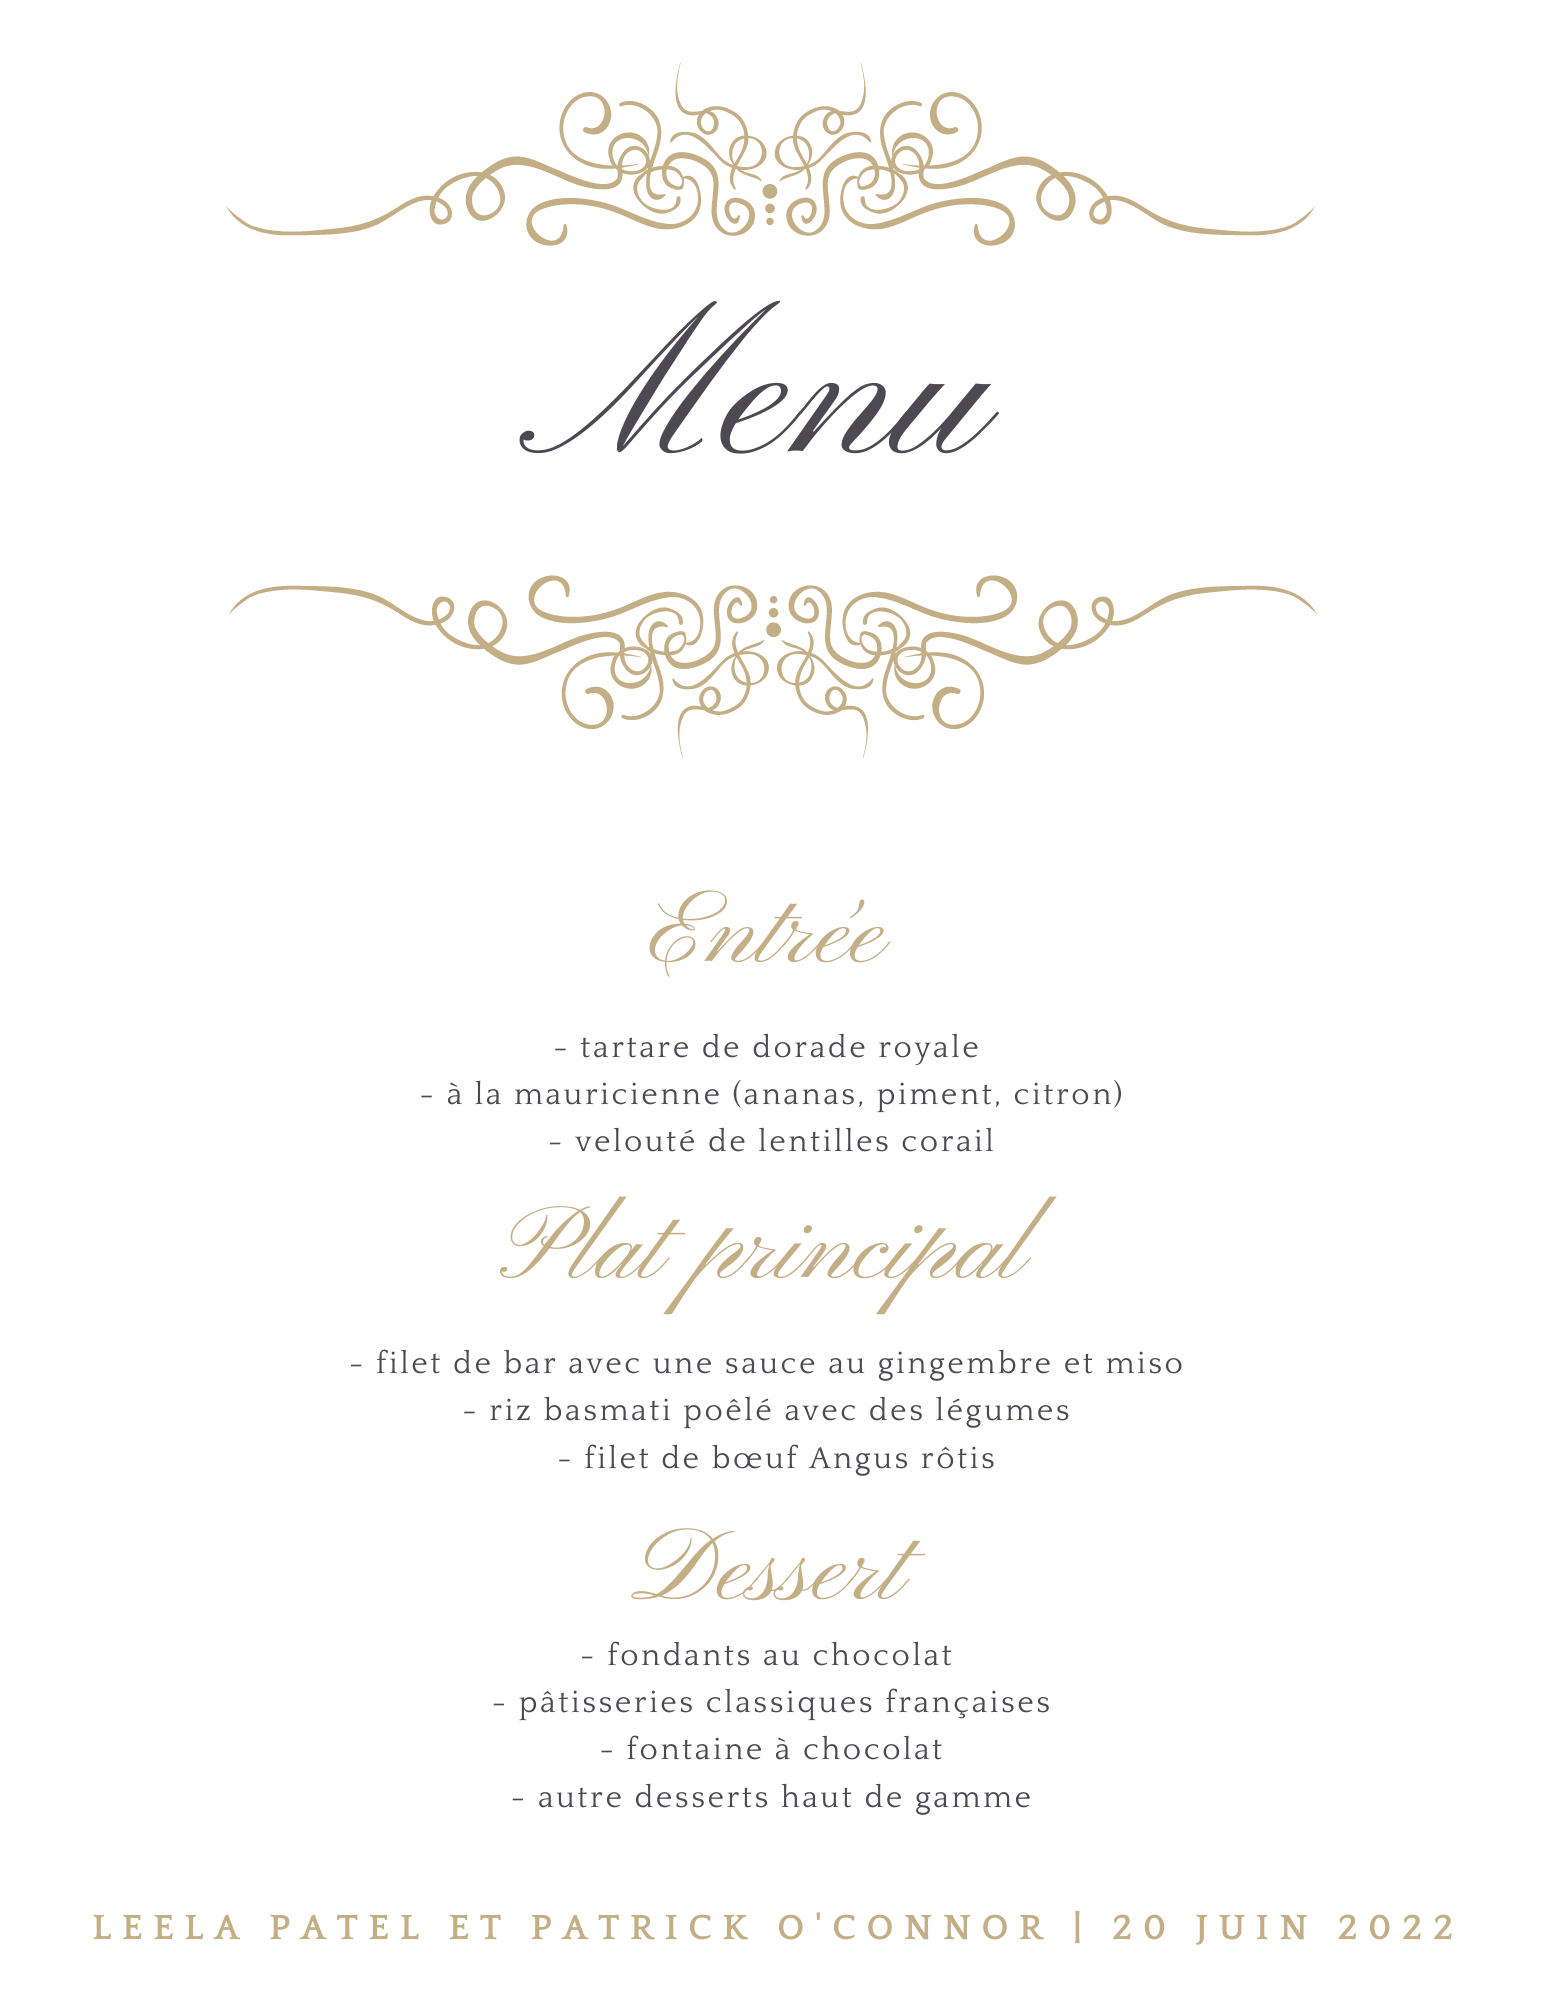 Menu
Entrée
- tartare de dorade royale
- à la mauricienne (ananas, piment, citron)
- velouté de lentilles corail
Plat principal
- filet de bar avec une sauce au gingembre et miso
- riz basmati poêlé avec des légumes
- filet de bœuf Angus rôtis
Dessert
- fondants au chocolat
- pâtisseries classiques françaises
- fontaine à chocolat
- autre desserts haut de gamme
LEELA PATEL ET PATRICK O'CONNOR | 20 JUIN 2022